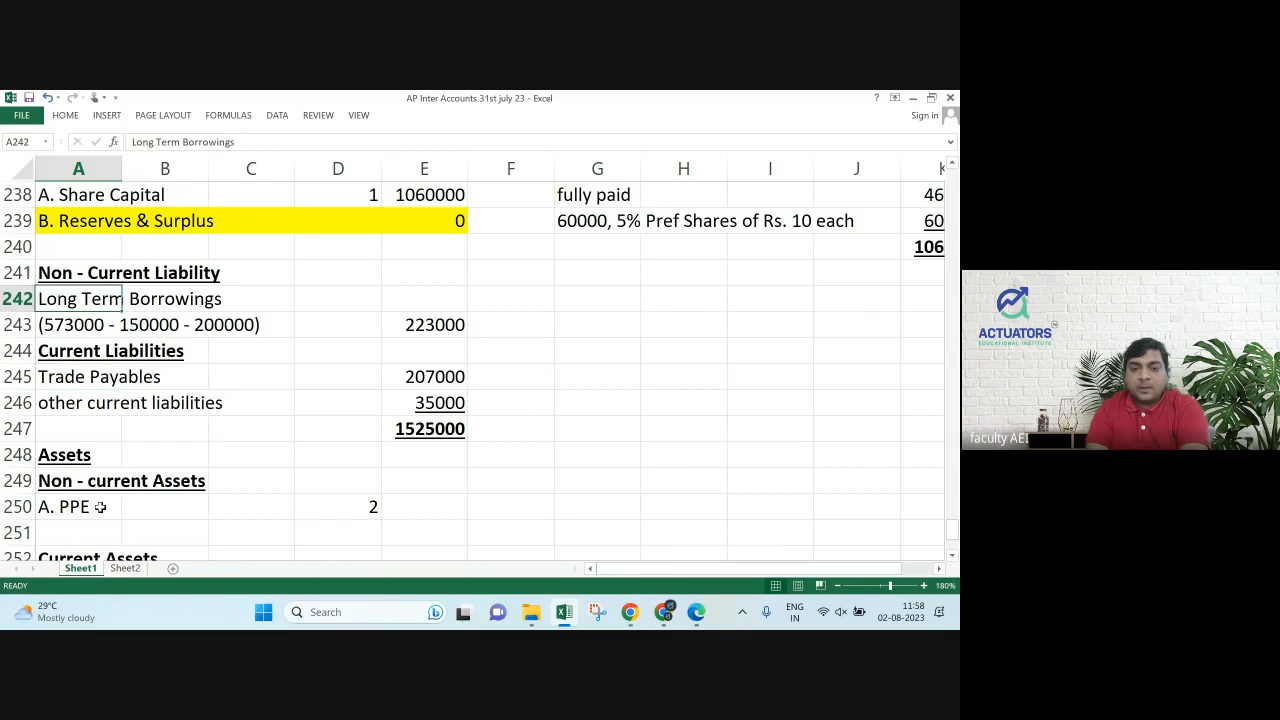 AP Inter Accounts 31st july 23 - Excel
FILE HOME INSERT PAGE LAYOUT FORMULAS DATA REVIEW VIEW Sign in
A242 fx Long Term Borrowings
A B C D E F G H I J K
238 A. Share Capital 1 1060000 fully paid 46
239 B. Reserves & Surplus 0 60000, 5% Pref Shares of Rs. 10 each 60
240 106
241 Non - Current Liability
242 Long Term Borrowings
243 (573000 - 150000 - 200000) 223000
244 Current Liabilities
245 Trade Payables 207000
246 other current liabilities 35000
247 1525000
248 Assets
249 Non - current Assets
250 A. PPE 2
251
252 Current Assets
Sheet1 Sheet2
READY 180%
29°C
Mostly cloudy
Search
ENG
IN
11:58
02-08-2023
ACTUATORS
EDUCATIONAL INSTITUTE
faculty AEI